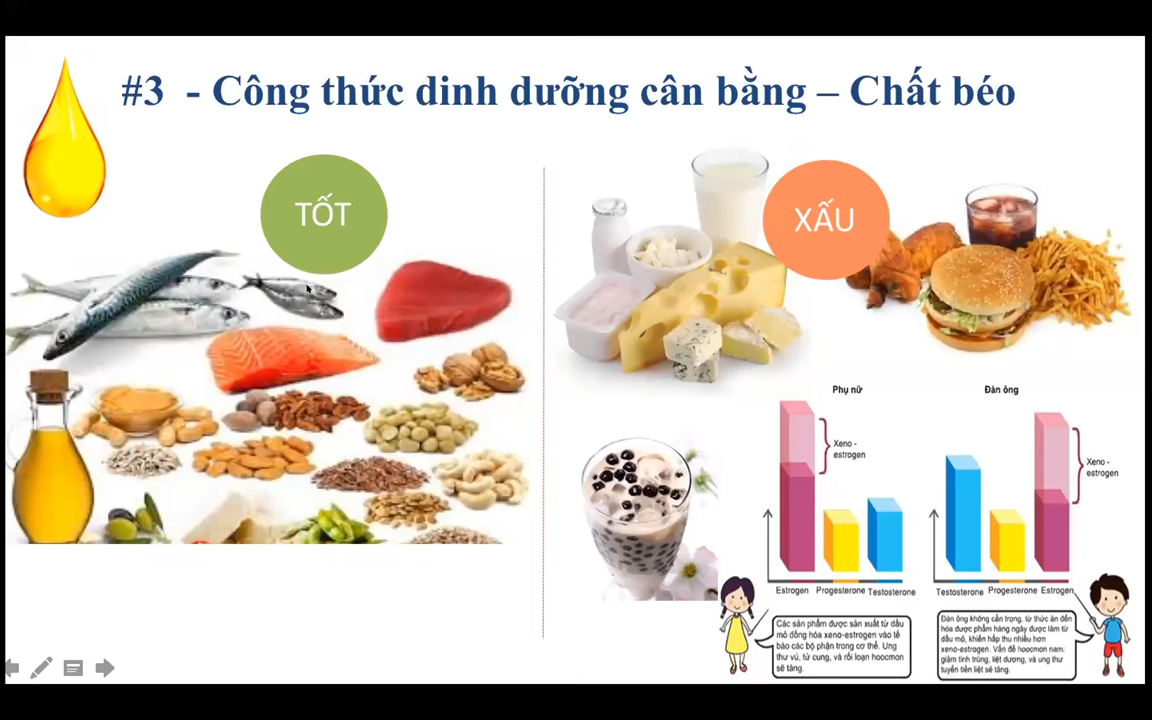 #3 - Công thức dinh dưỡng cân bằng – Chất béo
TỐT
XẤU
Phụ nữ
Xeno -
estrogen
Estrogen
Progesterone
Testosterone
Đàn ông
Xeno -
estrogen
Testosterone
Progesterone
Estrogen
Các sản phẩm được sản xuất từ dầu
mỏ đồng hóa xeno-estrogen vào tế
bào các bộ phận trong cơ thể. Ung
thư vú, tử cung, và rối loạn hoocmon
sẽ tăng.
Đàn ông không cẩn trọng, từ thức ăn đến
hóa dược phẩm hàng ngày được làm từ
dầu mỏ, khiến hấp thu nhiều hơn
xeno-estrogen. Vấn đề hoocmon nam:
giảm tinh trùng, liệt dương, và ung thư
tuyến tiền liệt sẽ tăng.